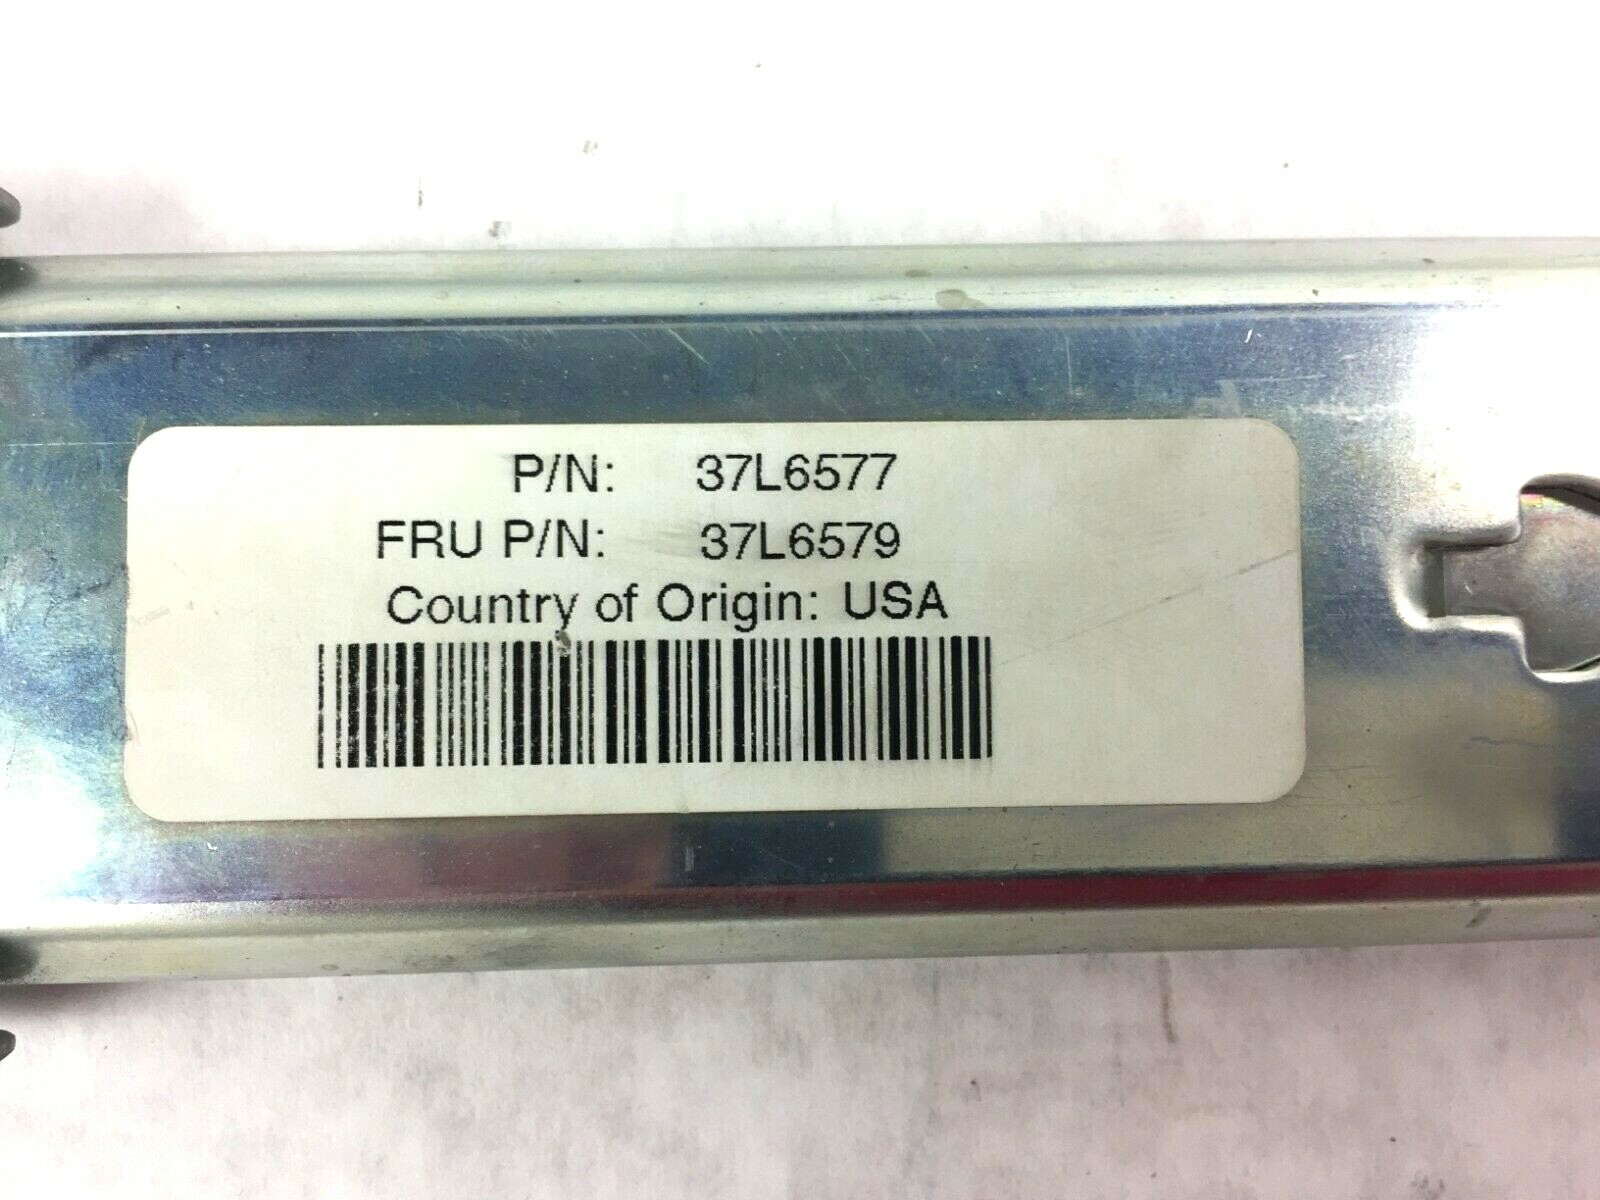 P/N: 37L6577
FRU P/N: 37L6579
Country of Origin: USA